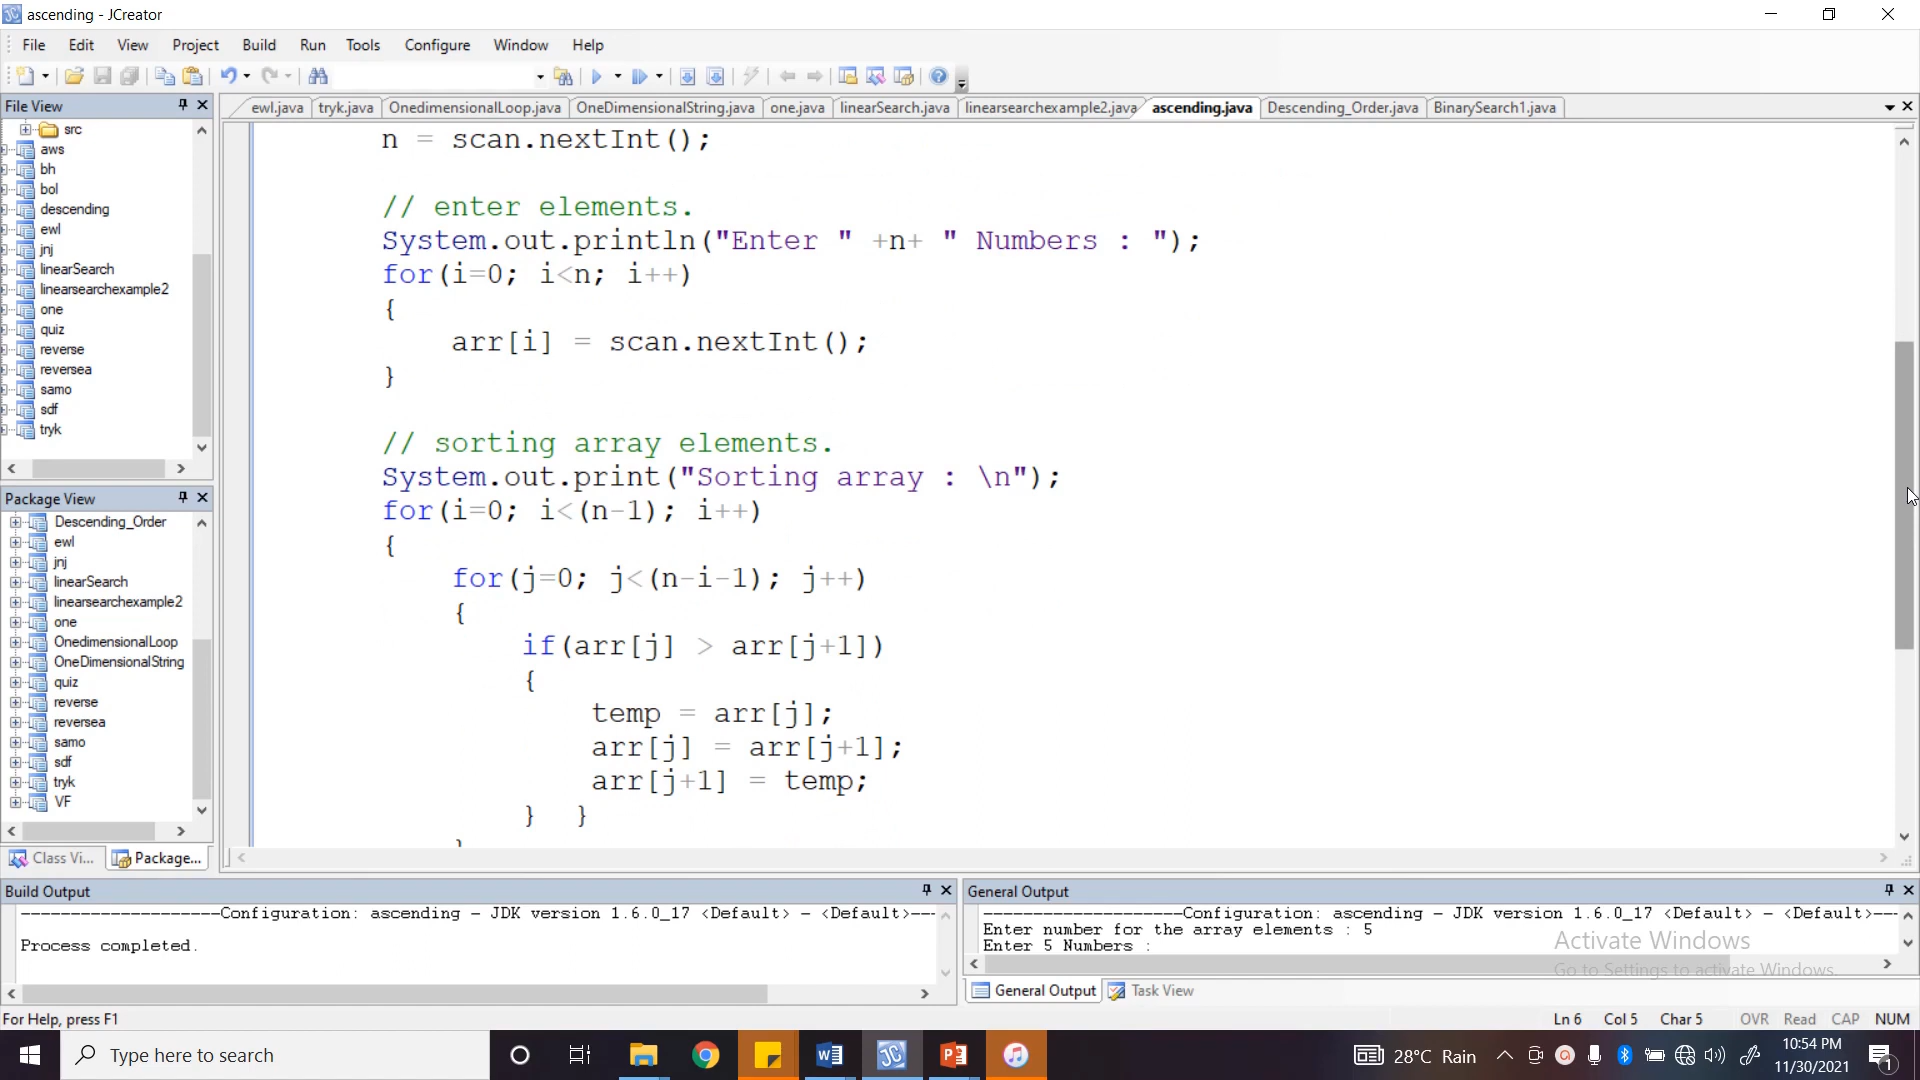 ascending - JCreator
File Edit View Project Build Run Tools Configure Window Help
File View
src
aws
bh
bol
descending
ewl
jnj
linearSearch
linearsearchexample2
one
quiz
reverse
reversea
samo
sdf
tryk
Package View
Descending_Order
ewl
jnj
linearSearch
linearsearchexample2
one
OnedimensionalLoop
OneDimensionalString
quiz
reverse
reversea
samo
sdf
tryk
VF
Class Vi... Package...
ewl.java tryk.java OnedimensionalLoop.java OneDimensionalString.java one.java linearSearch.java linearsearchexample2.java ascending.java Descending_Order.java BinarySearch1.java
n = scan.nextInt();
// enter elements.
System.out.println("Enter " +n+ " Numbers : ");
for(i=0; i<n; i++)
{
arr[i] = scan.nextInt();
}
// sorting array elements.
System.out.print("Sorting array : \n");
for(i=0; i<(n-1); i++)
{
for(j=0; j<(n-i-1); j++)
{
if(arr[j] > arr[j+1])
{
temp = arr[j];
arr[j] = arr[j+1];
arr[j+1] = temp;
} }
Build Output
--------------------Configuration: ascending - JDK version 1.6.0_17 <Default> - <Default>---
Process completed.
General Output
--------------------Configuration: ascending - JDK version 1.6.0_17 <Default> - <Default>---
Enter number for the array elements : 5
Enter 5 Numbers :
General Output Task View
Activate Windows
Go to Settings to activate Windows.
For Help, press F1
Ln 6 Col 5 Char 5 OVR Read CAP NUM
Type here to search
28°C Rain
10:54 PM
11/30/2021
1